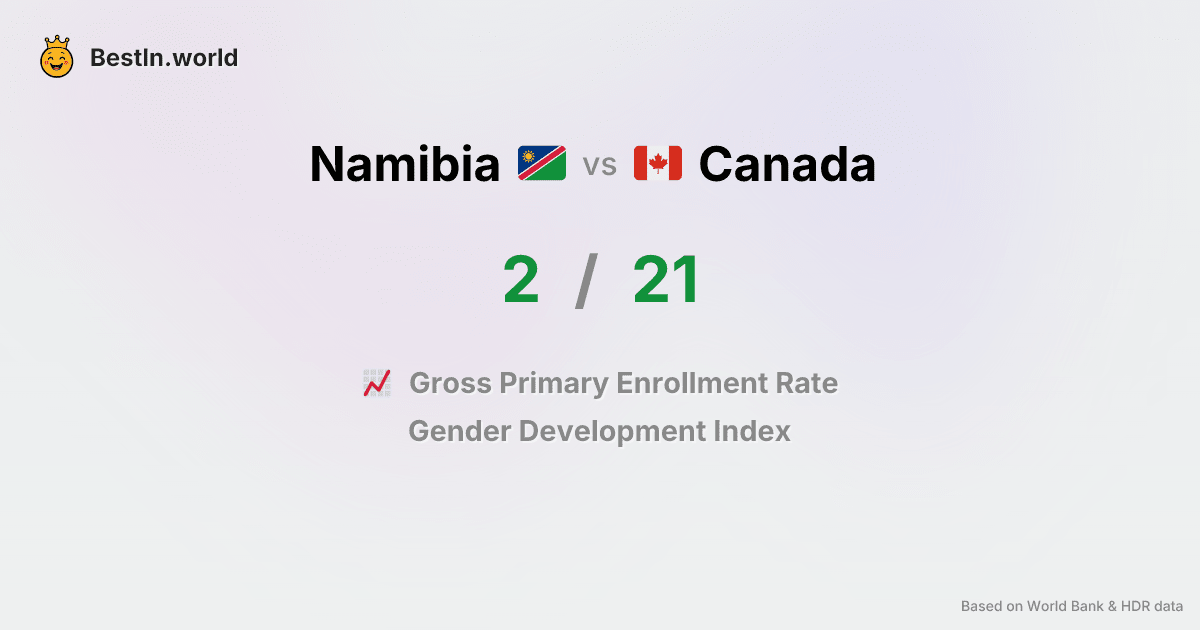 BestIn.world
Namibia vs Canada
2 / 21
Gross Primary Enrollment Rate
Gender Development Index
Based on World Bank & HDR data